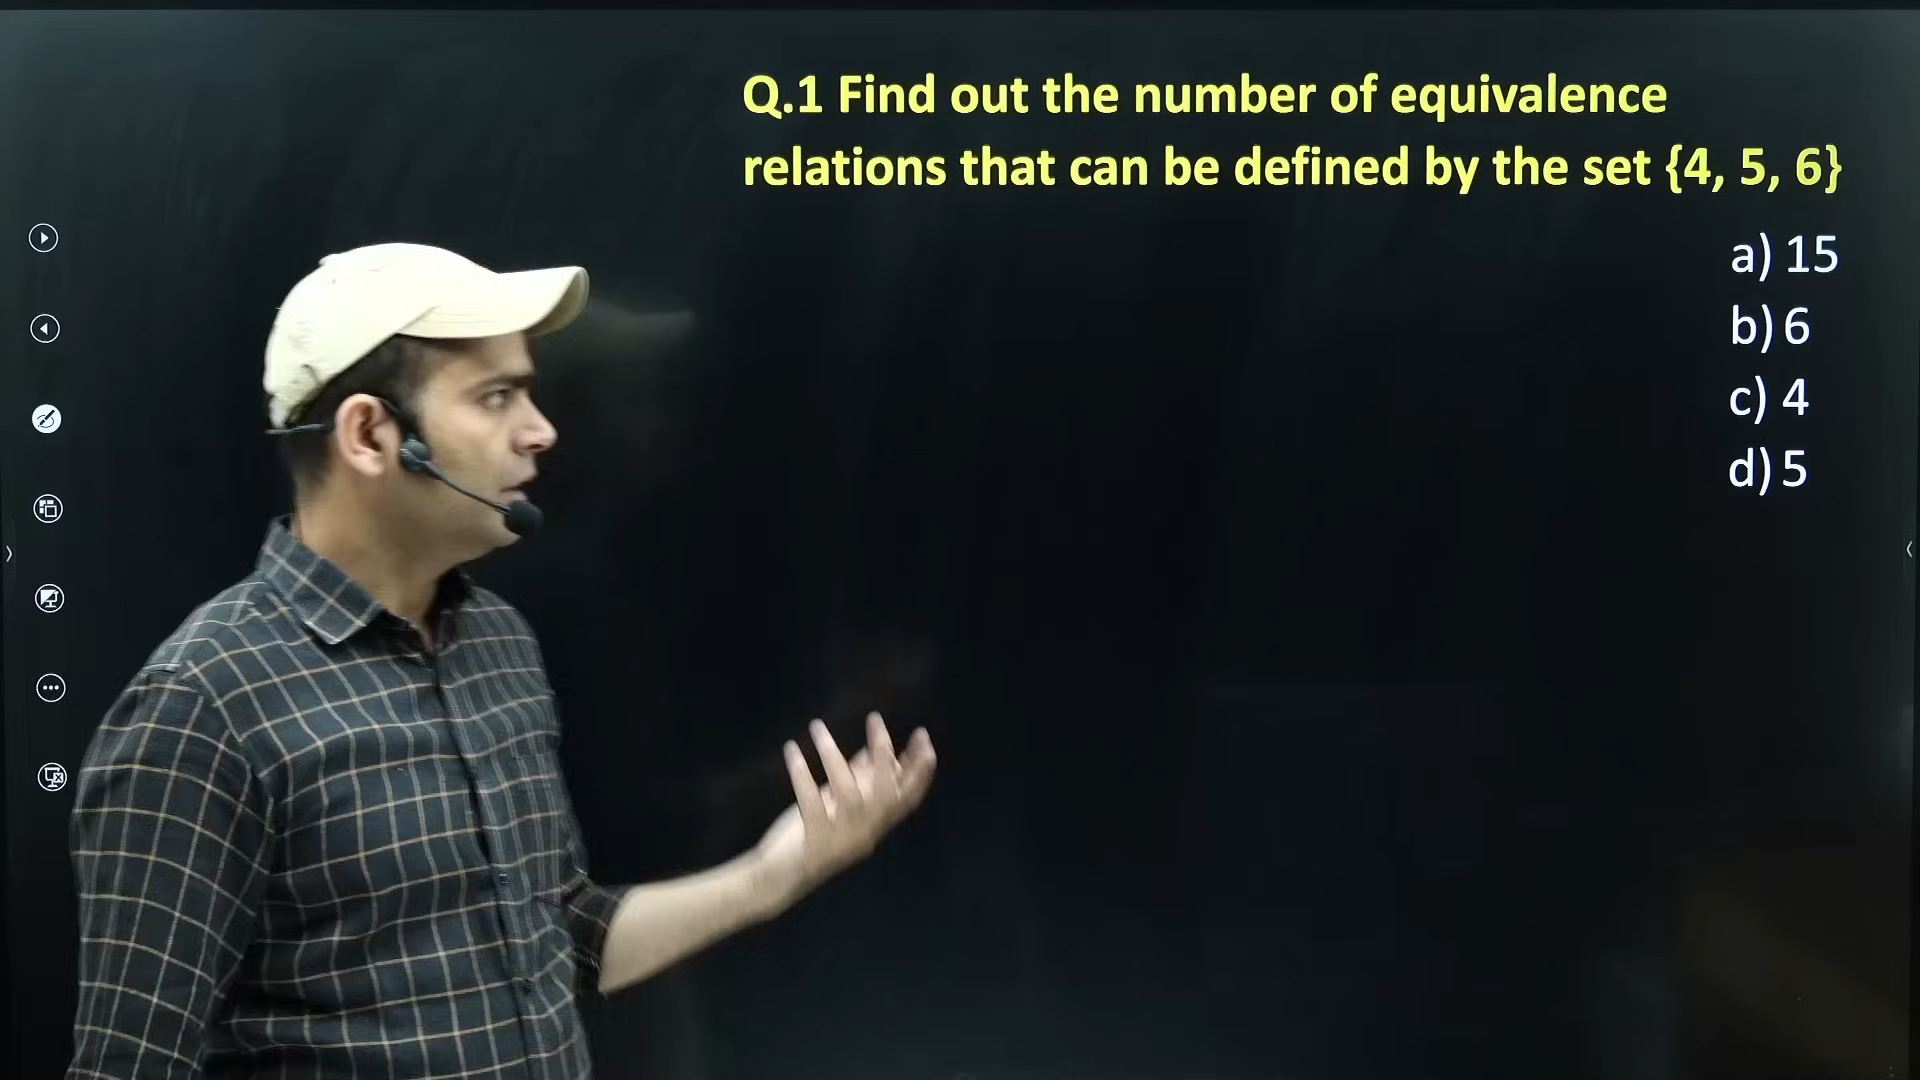 Q.1 Find out the number of equivalence
relations that can be defined by the set {4, 5, 6}
a) 15
b) 6
c) 4
d) 5